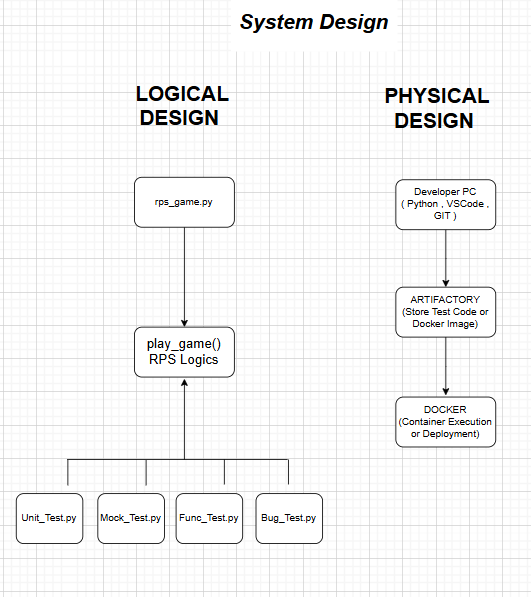 System Design
LOGICAL
DESIGN
PHYSICAL
DESIGN
rps_game.py
Developer PC
( Python , VSCode ,
GIT )
ARTIFACTORY
(Store Test Code or
Docker Image)
play_game()
RPS Logics
DOCKER
(Container Execution
or Deployment)
Unit_Test.py
Mock_Test.py
Func_Test.py
Bug_Test.py